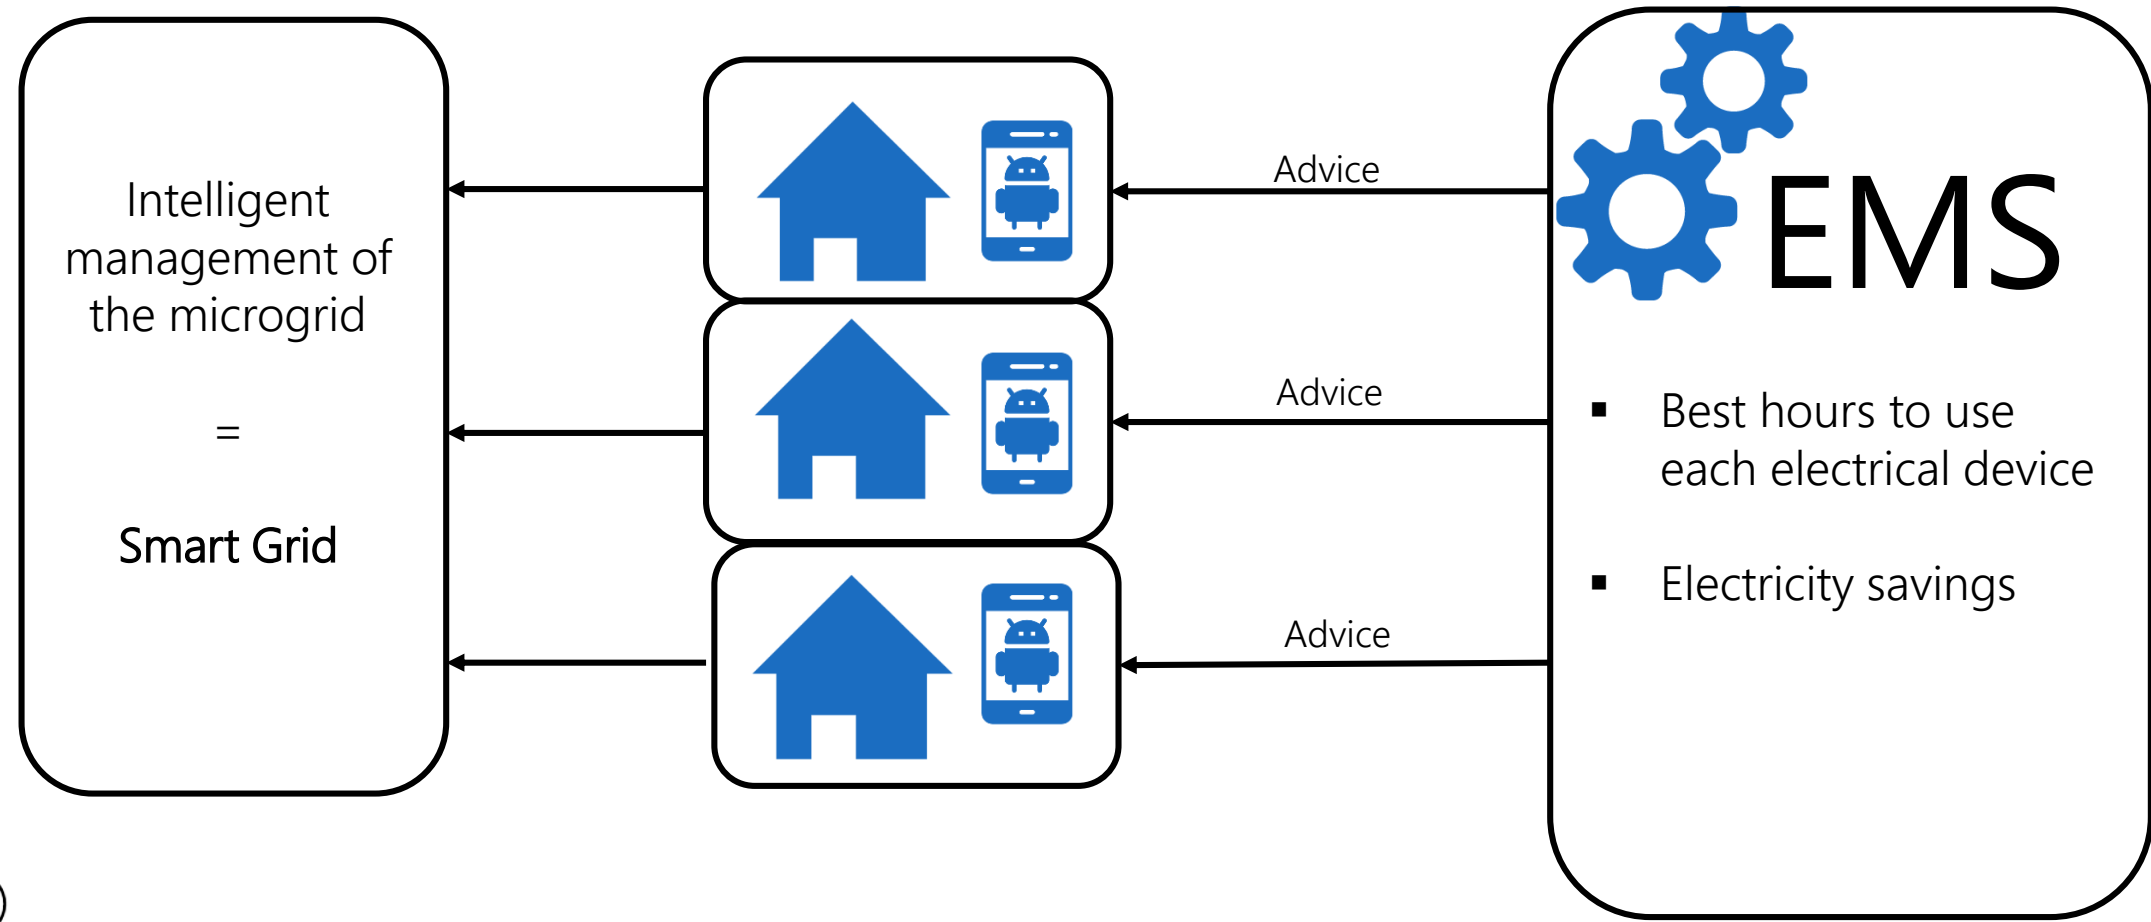 Intelligent
management of
the microgrid
=
Smart Grid
Advice
Advice
Advice
EMS
▪ Best hours to use
each electrical device
▪ Electricity savings